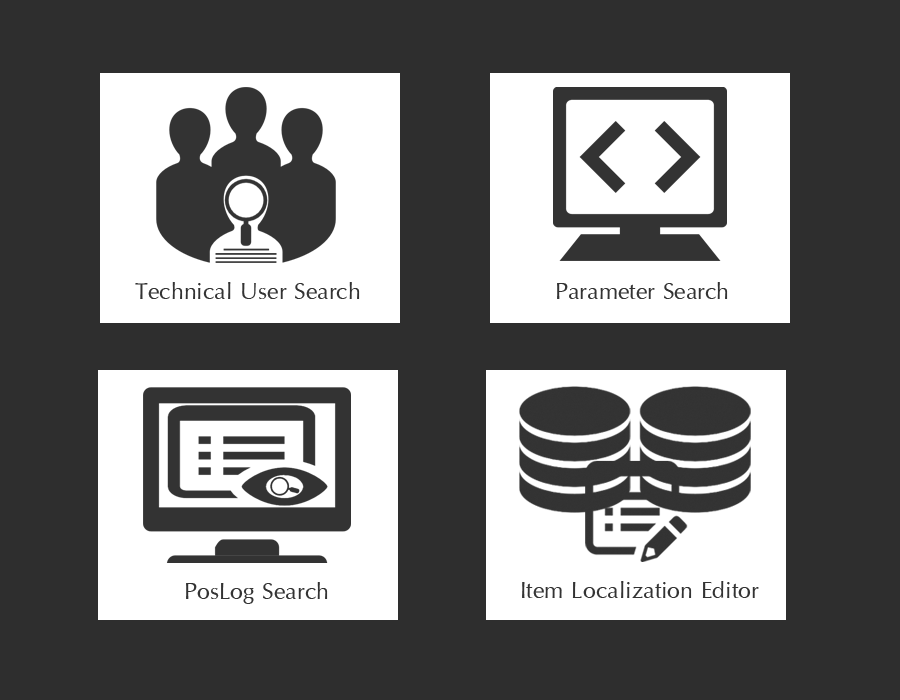 Technical User Search
Parameter Search
PosLog Search
Item Localization Editor